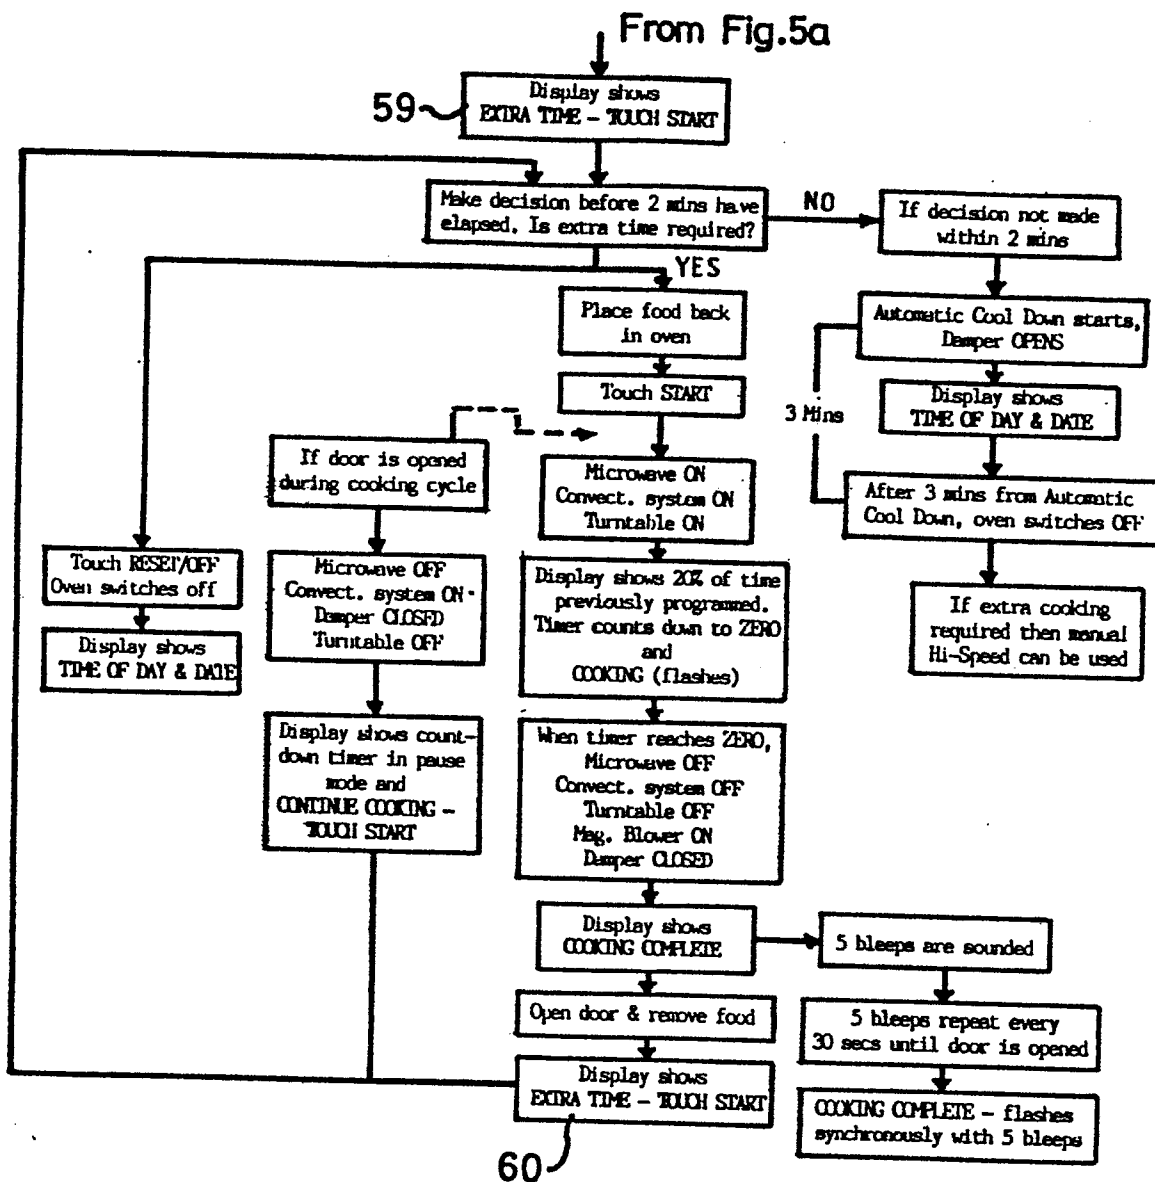 From Fig.5a
Display shows
EXTRA TIME - TOUCH START
59
Make decision before 2 mins have
elapsed. Is extra time required?
NO
If decision not made
within 2 mins
YES
Place food back
in oven
Automatic Cool Down starts,
Damper OPENS
Touch START
3 Mins
Display shows
TIME OF DAY & DATE
If door is opened
during cooking cycle
Microwave ON
Convect. system ON
Turntable ON
After 3 mins from Automatic
Cool Down, oven switches OFF
Touch RESET/OFF
Oven switches off
Microwave OFF
Convect. system ON
Damper CLOSED
Turntable OFF
Display shows 20% of time
previously programmed.
Timer counts down to ZERO
and
COOKING (flashes)
If extra cooking
required then manual
Hi-Speed can be used
Display shows
TIME OF DAY & DATE
Display shows count-
down timer in pause
mode and
CONTINUE COOKING -
TOUCH START
When timer reaches ZERO,
Microwave OFF
Convect. system OFF
Turntable OFF
Mag. Blower ON
Damper CLOSED
Display shows
COOKING COMPLETE
5 bleeps are sounded
Open door & remove food
5 bleeps repeat every
30 secs until door is opened
Display shows
EXTRA TIME - TOUCH START
COOKING COMPLETE - flashes
synchronously with 5 bleeps
60